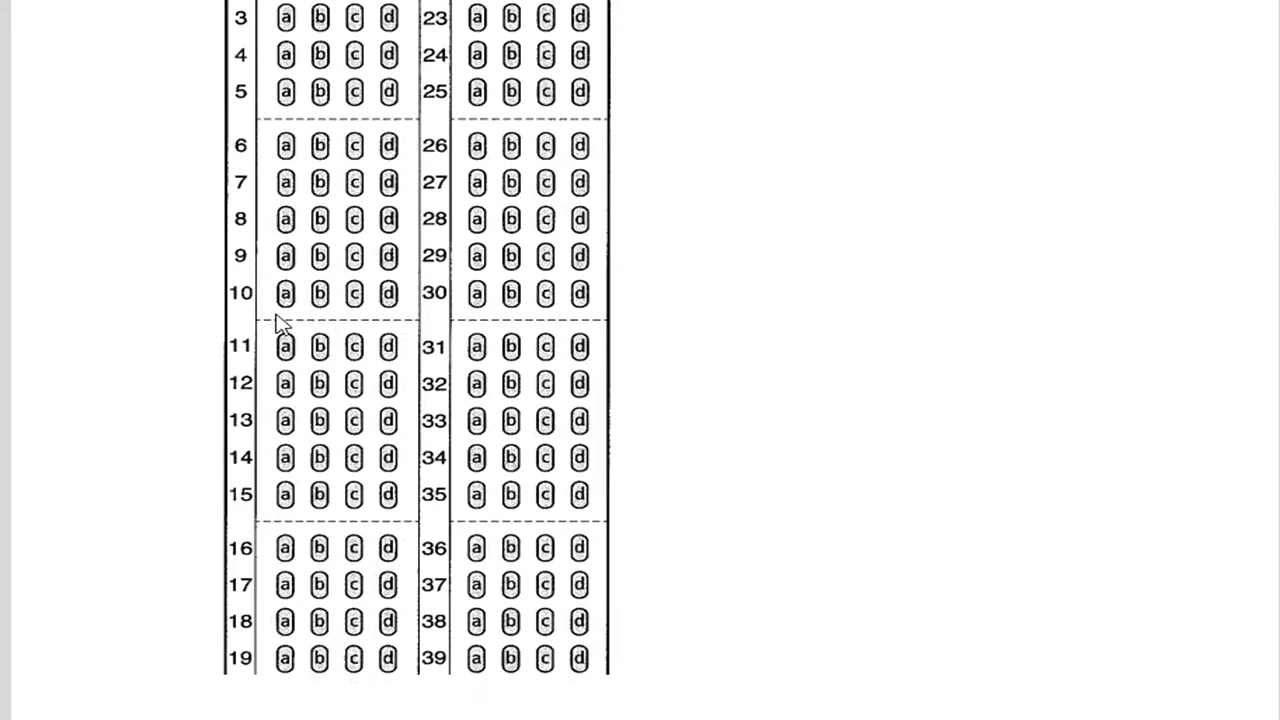 3 a b c d 23 a b c d
4 a b c d 24 a b c d
5 a b c d 25 a b c d
6 a b c d 26 a b c d
7 a b c d 27 a b c d
8 a b c d 28 a b c d
9 a b c d 29 a b c d
10 a b c d 30 a b c d
11 a b c d 31 a b c d
12 a b c d 32 a b c d
13 a b c d 33 a b c d
14 a b c d 34 a b c d
15 a b c d 35 a b c d
16 a b c d 36 a b c d
17 a b c d 37 a b c d
18 a b c d 38 a b c d
19 a b c d 39 a b c d